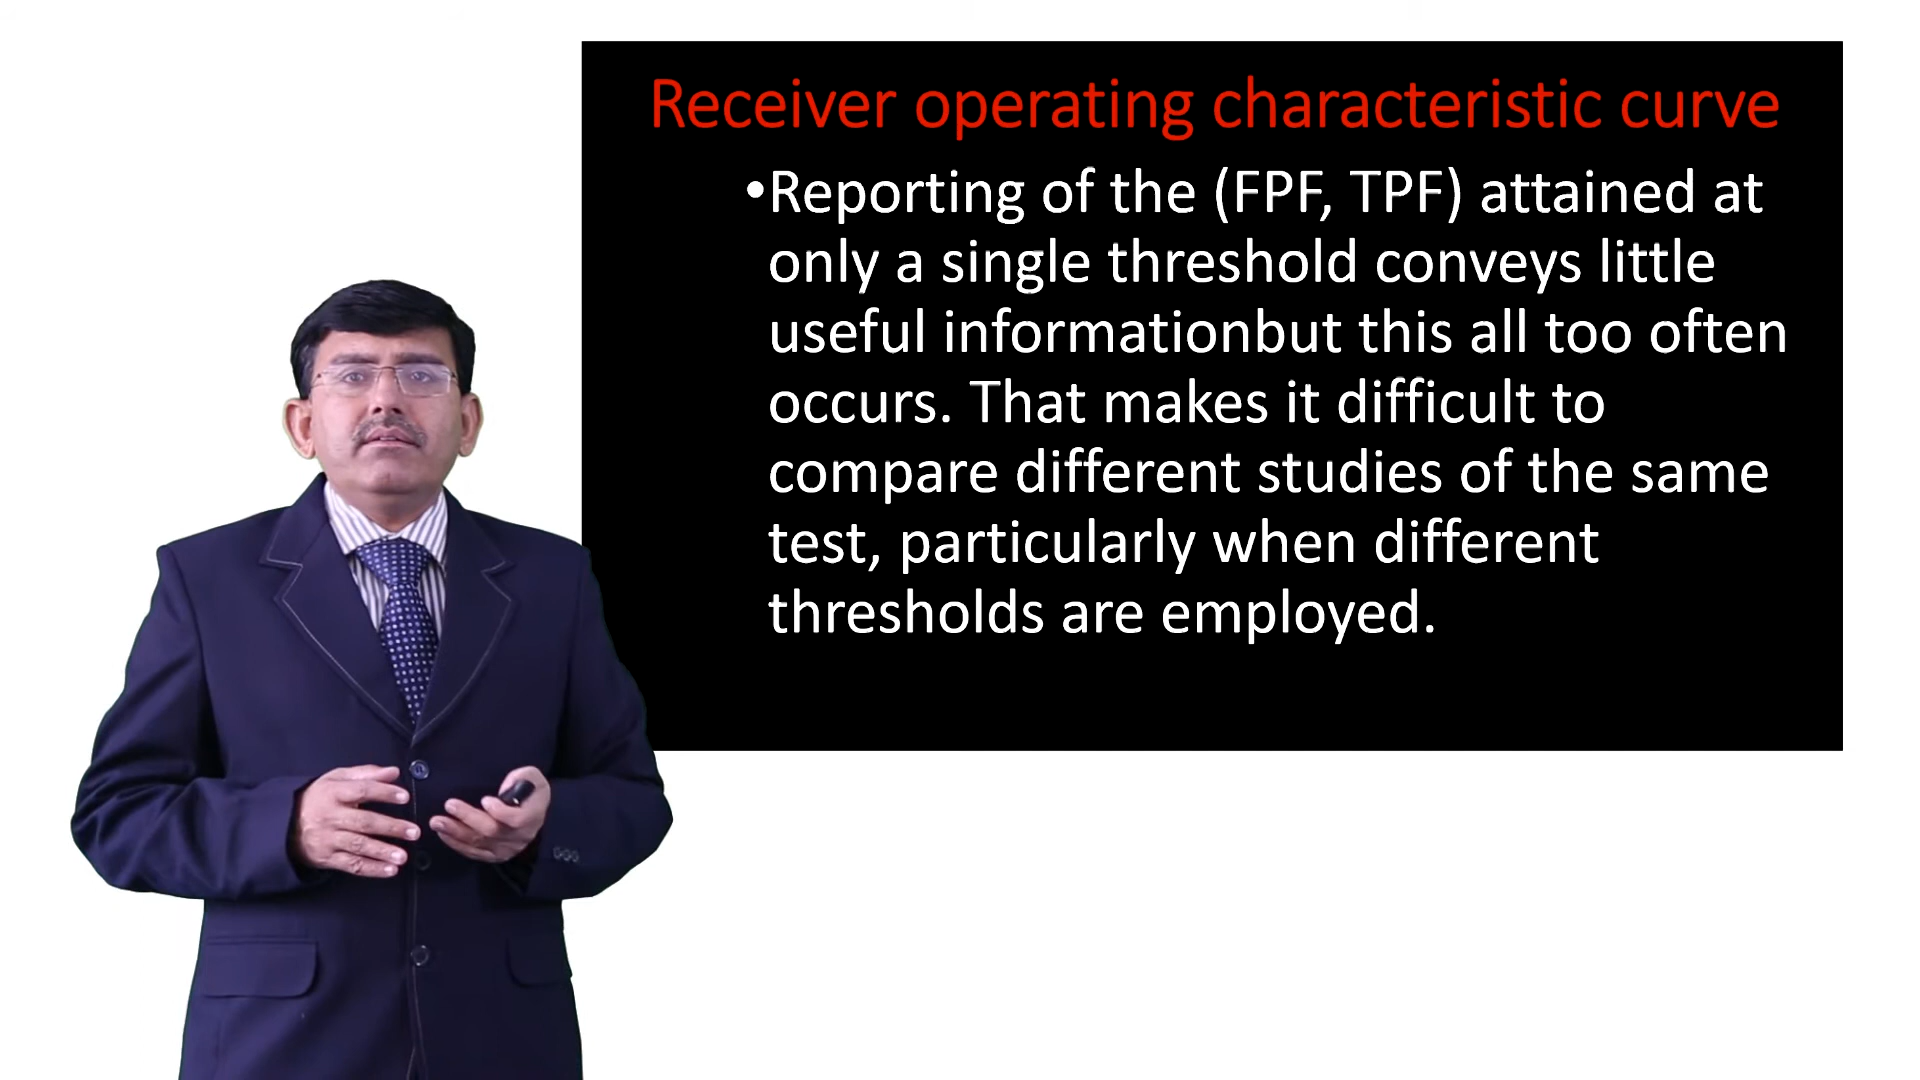 Receiver operating characteristic curve
•Reporting of the (FPF, TPF) attained at
only a single threshold conveys little
useful informationbut this all too often
occurs. That makes it difficult to
compare different studies of the same
test, particularly when different
thresholds are employed.